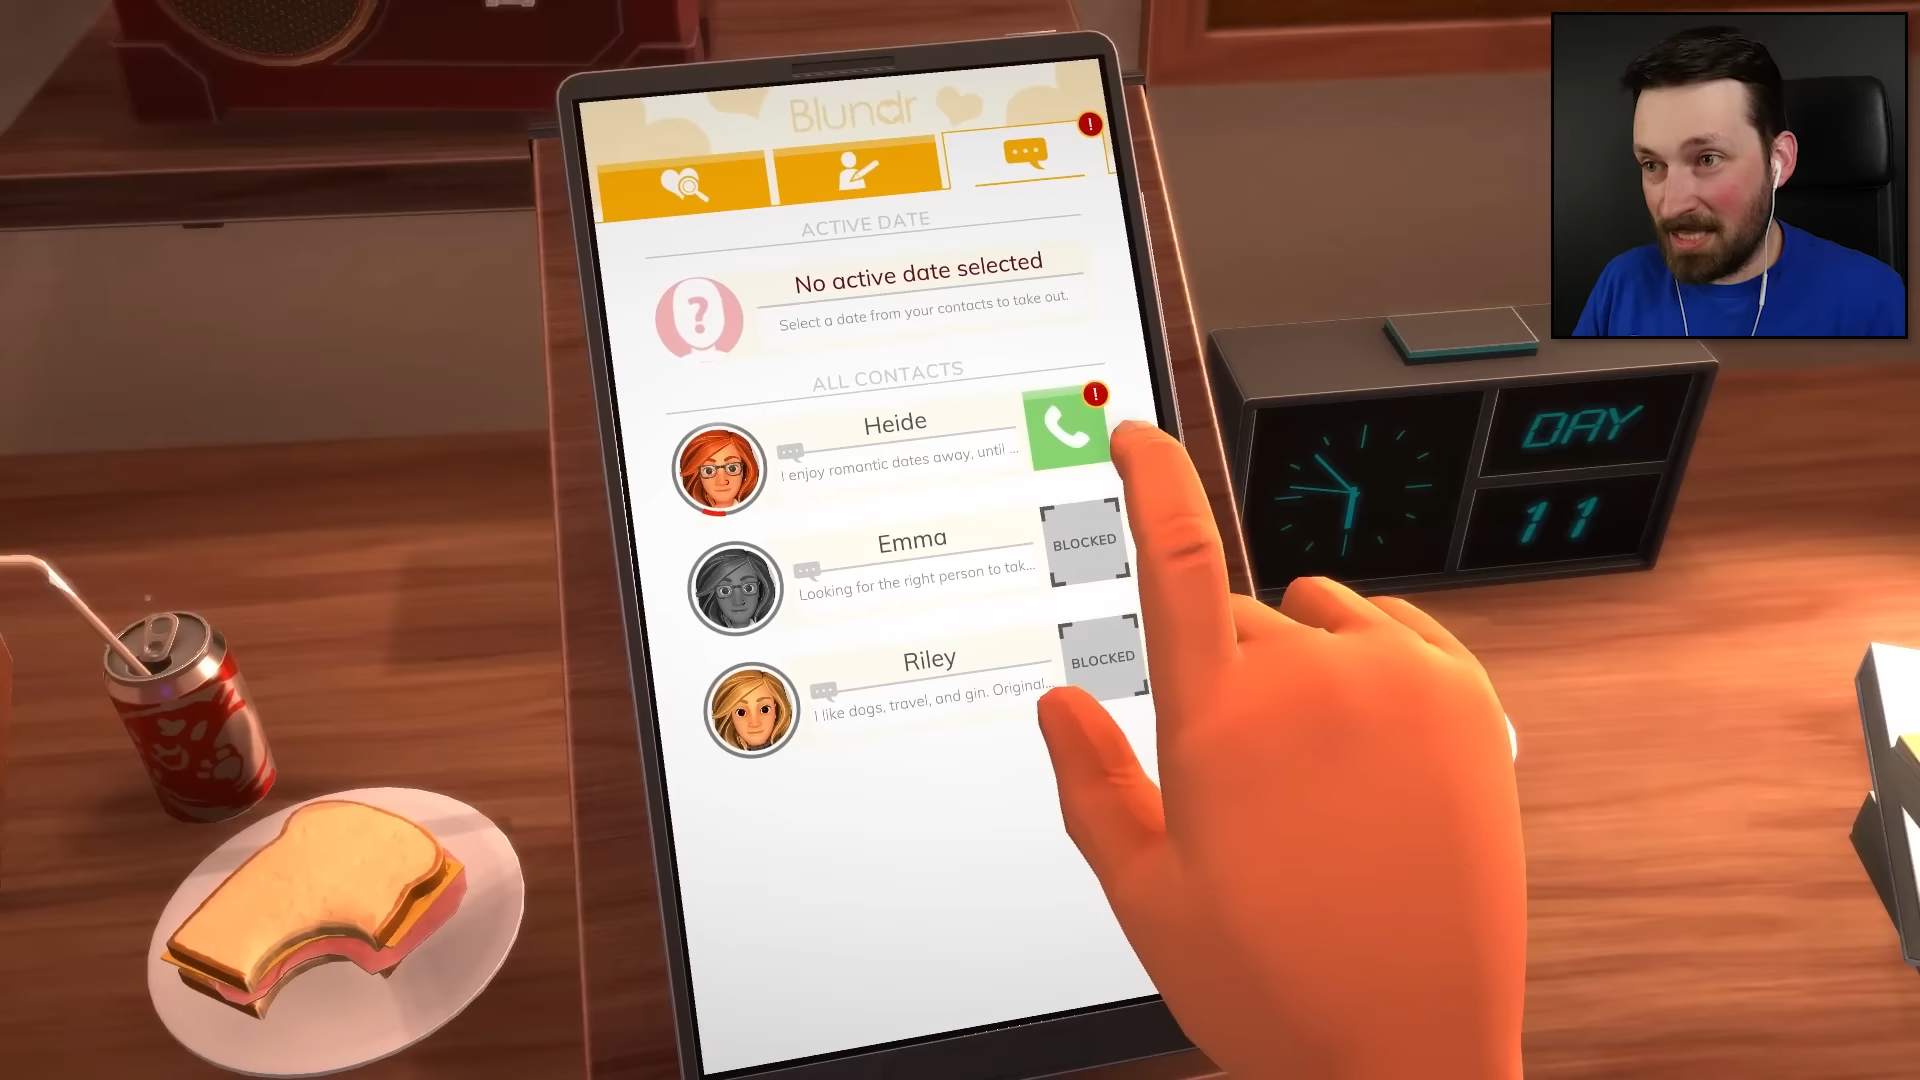 Blundr
!
ACTIVE DATE
No active date selected
?
Select a date from your contacts to take out.
ALL CONTACTS
!
Heide
I enjoy romantic dates away, until ...
Emma
Looking for the right person to tak...
BLOCKED
Riley
I like dogs, travel, and gin. Original...
BLOCKED
DAY
11